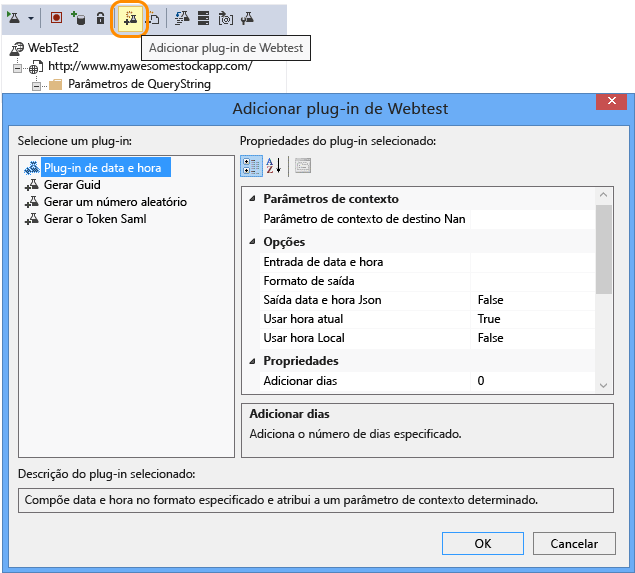 Adicionar plug-in de Webtest
WebTest2
http://www.myawesomestockapp.com/
Parâmetros de QueryString
Adicionar plug-in de Webtest
Selecione um plug-in:
Plug-in de data e hora
Gerar Guid
Gerar um número aleatório
Gerar o Token Saml
Propriedades do plug-in selecionado:
Parâmetros de contexto
Parâmetro de contexto de destino Nan
Opções
Entrada de data e hora
Formato de saída
Saída data e hora Json False
Usar hora atual True
Usar hora Local False
Propriedades
Adicionar dias 0
Adicionar dias
Adiciona o número de dias especificado.
Descrição do plug-in selecionado:
Compõe data e hora no formato especificado e atribui a um parâmetro de contexto determinado.
OK Cancelar